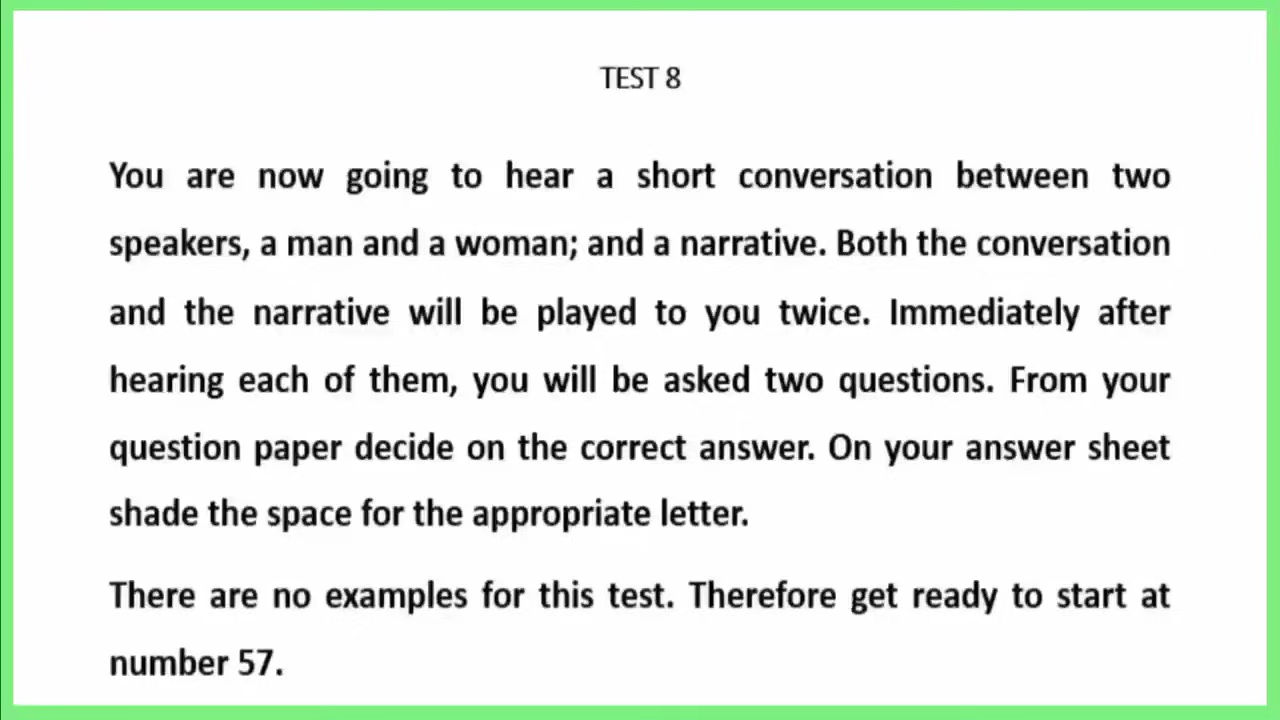 TEST 8
You are now going to hear a short conversation between two
speakers, a man and a woman; and a narrative. Both the conversation
and the narrative will be played to you twice. Immediately after
hearing each of them, you will be asked two questions. From your
question paper decide on the correct answer. On your answer sheet
shade the space for the appropriate letter.
There are no examples for this test. Therefore get ready to start at
number 57.